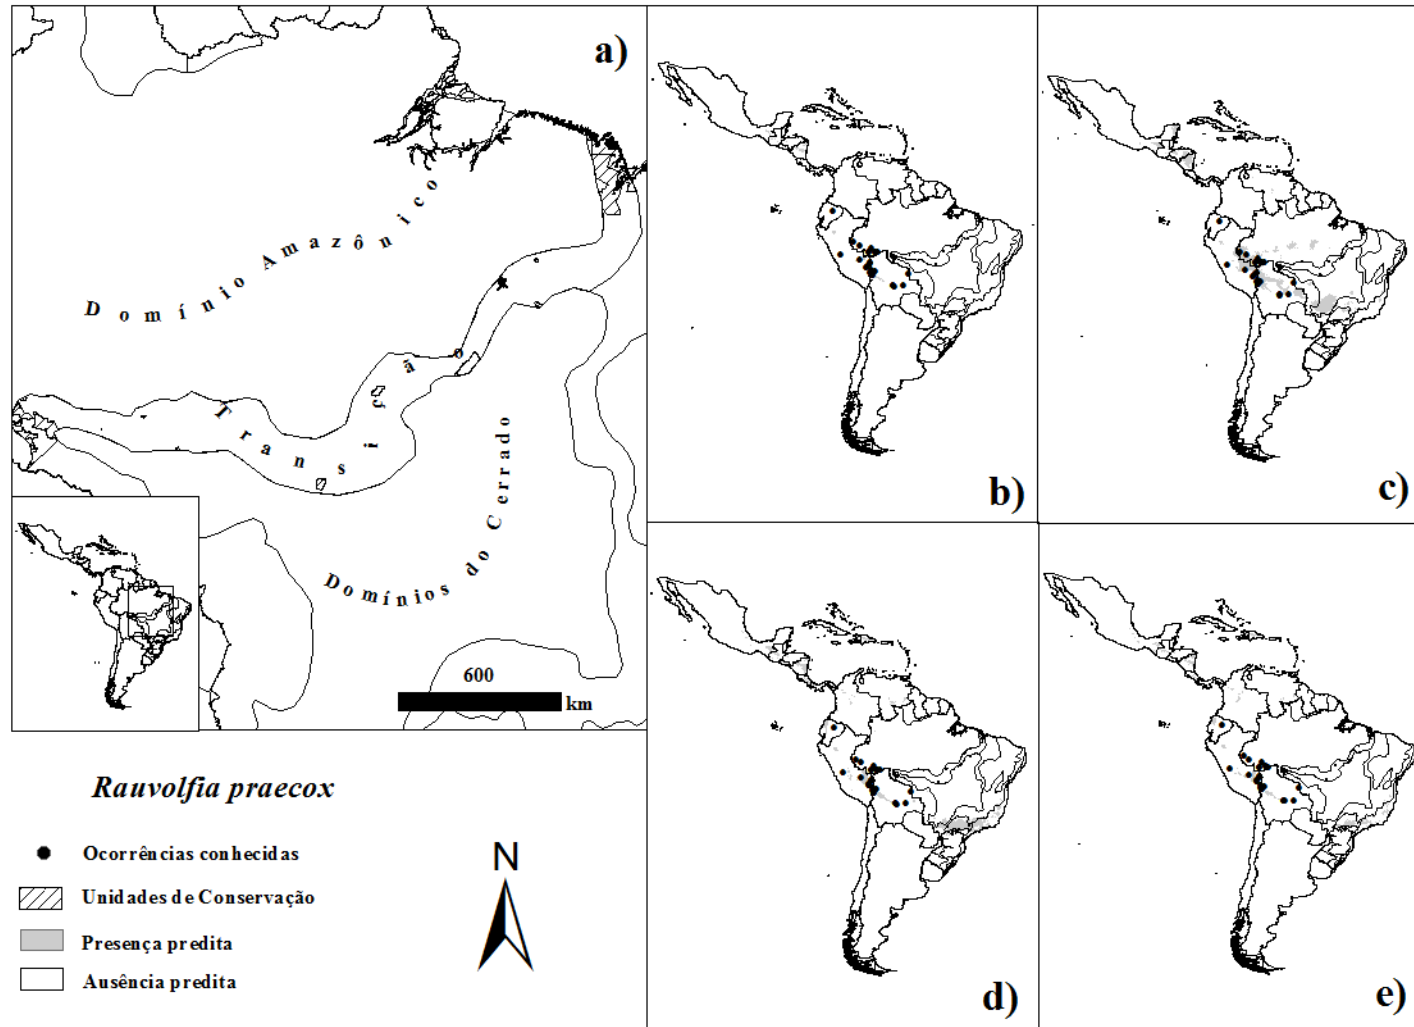 a)
Domínio Amazônico
Transição
Domínios do Cerrado
600
km
b)
c)
d)
e)
Rauvolfia praecox
Ocorrências conhecidas
Unidades de Conservação
Presença predita
Ausência predita
N